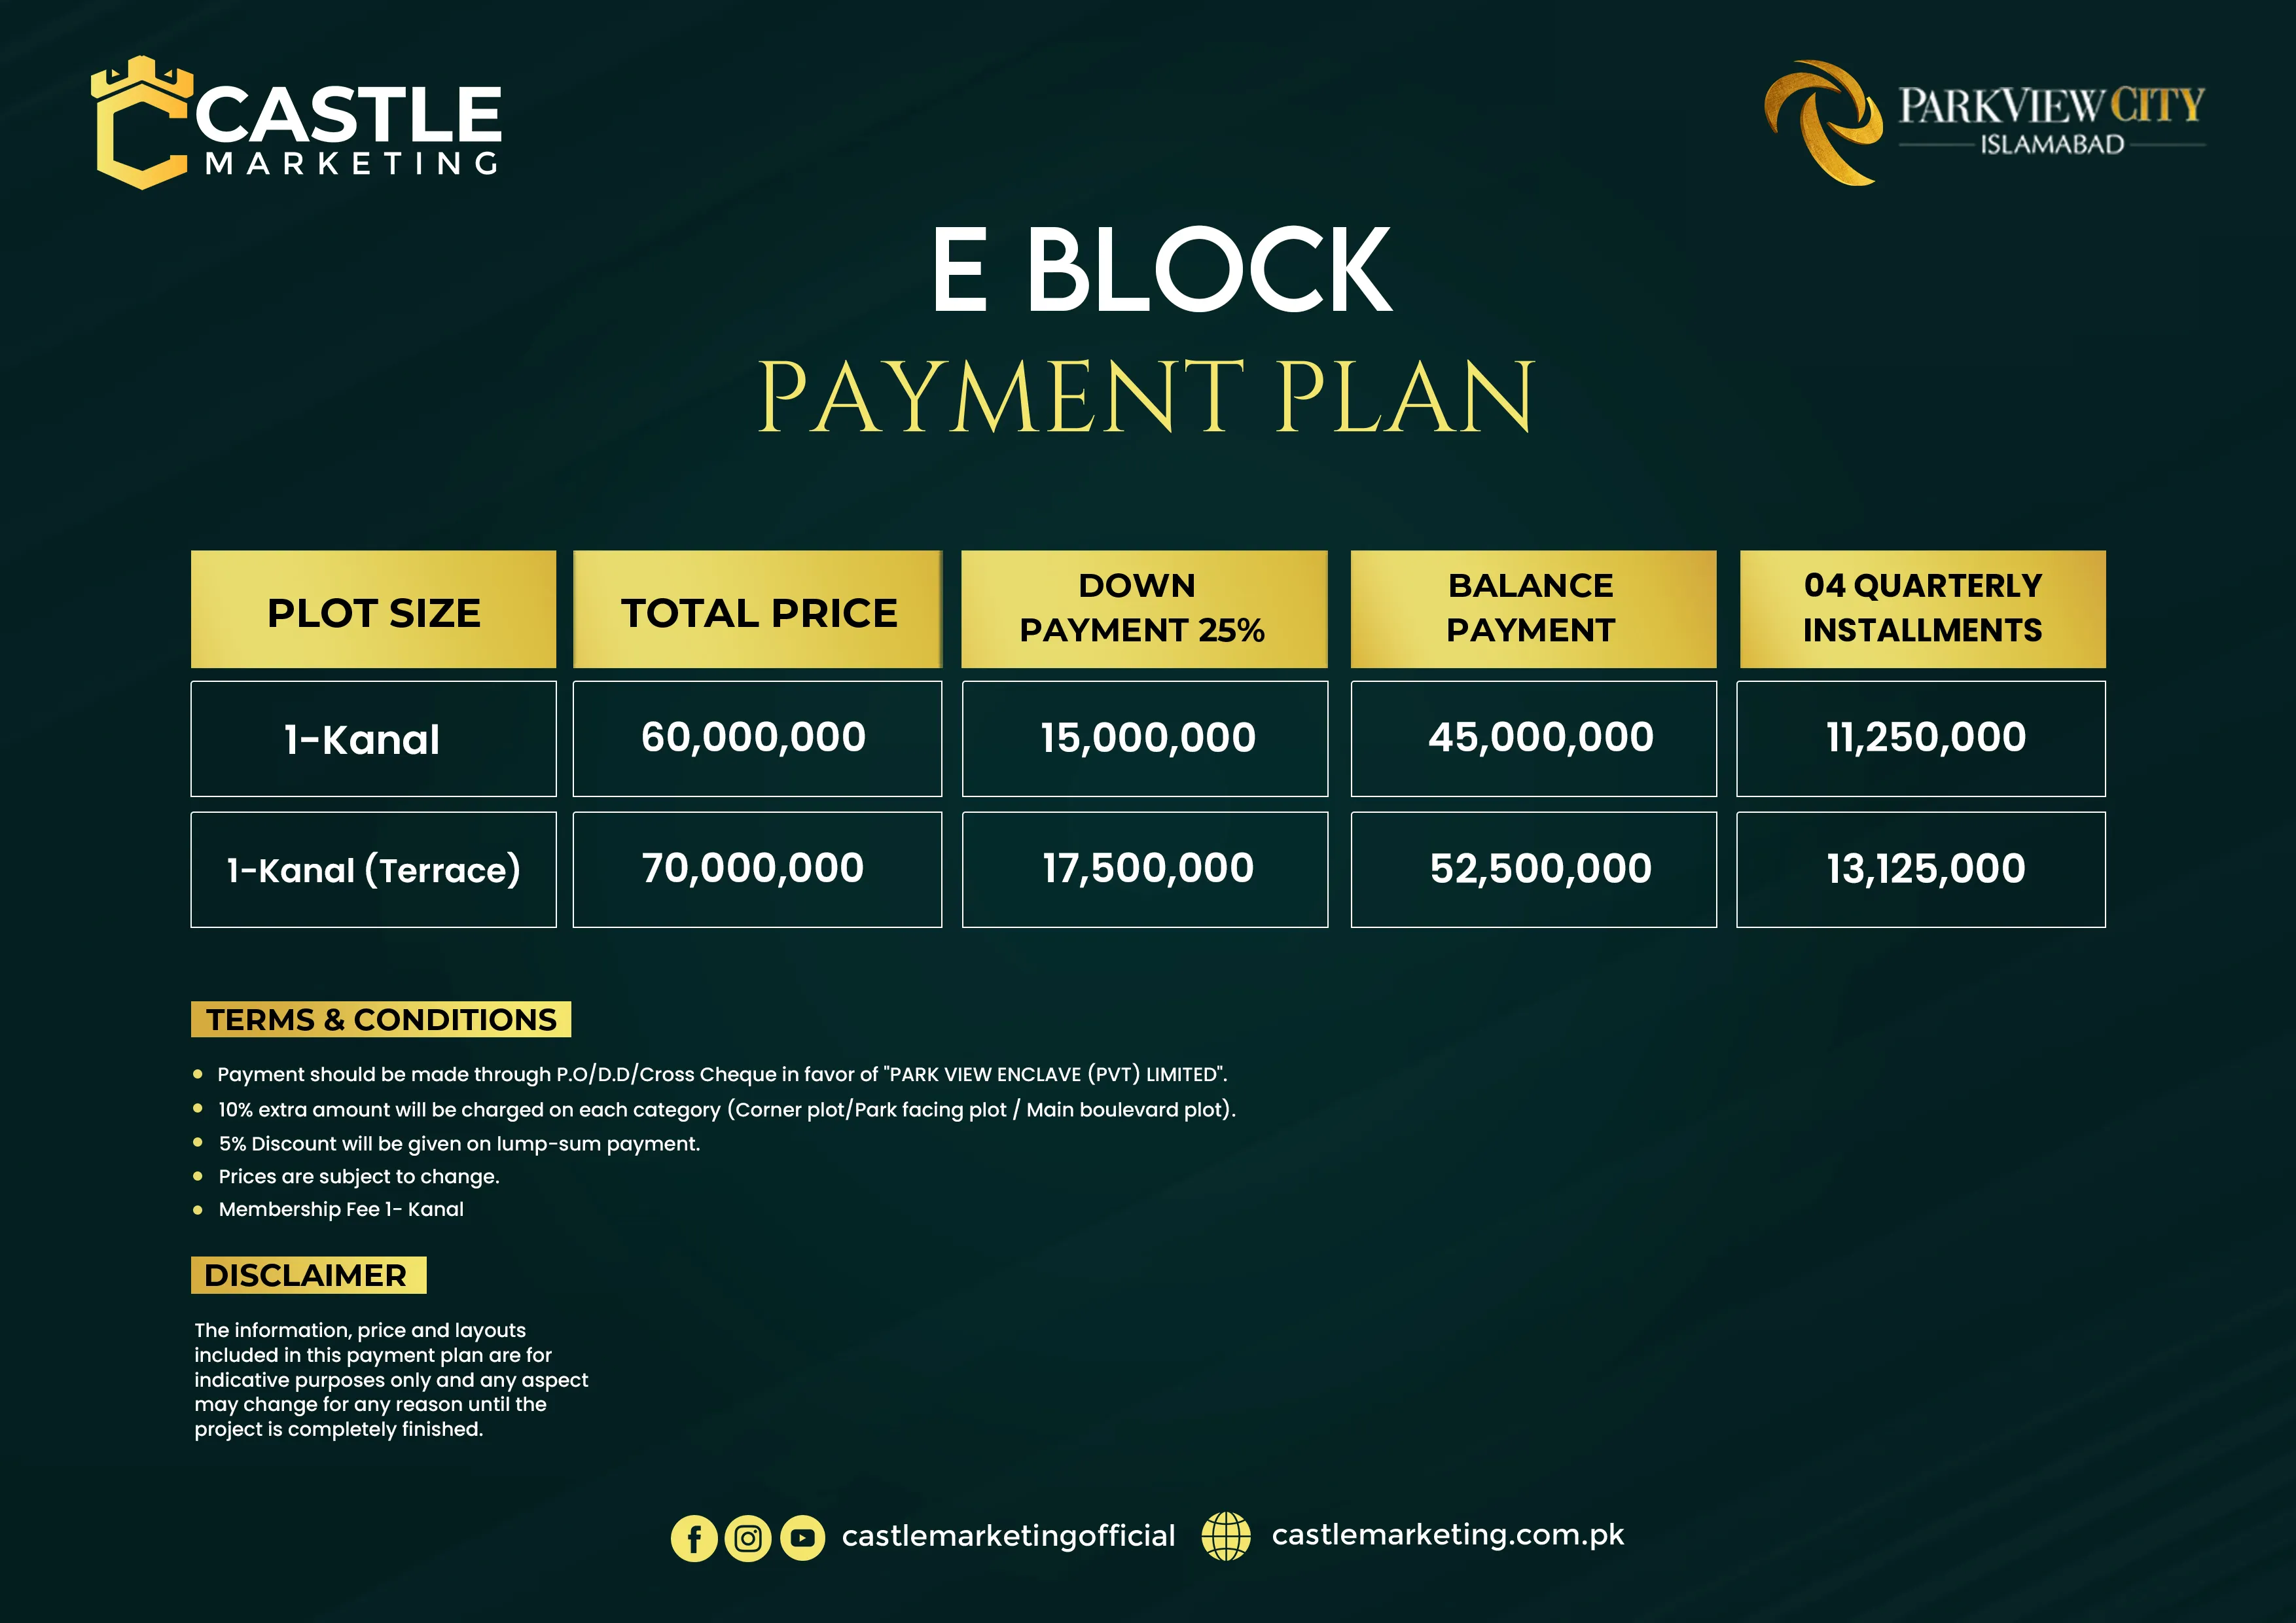 CASTLE
MARKETING
PARKVIEW CITY
ISLAMABAD
E BLOCK
PAYMENT PLAN
PLOT SIZE
TOTAL PRICE
DOWN
PAYMENT 25%
BALANCE
PAYMENT
04 QUARTERLY
INSTALLMENTS
1-Kanal
60,000,000
15,000,000
45,000,000
11,250,000
1-Kanal (Terrace)
70,000,000
17,500,000
52,500,000
13,125,000
TERMS & CONDITIONS
Payment should be made through P.O/D.D/Cross Cheque in favor of "PARK VIEW ENCLAVE (PVT) LIMITED".
10% extra amount will be charged on each category (Corner plot/Park facing plot / Main boulevard plot).
5% Discount will be given on lump-sum payment.
Prices are subject to change.
Membership Fee 1- Kanal
DISCLAIMER
The information, price and layouts
included in this payment plan are for
indicative purposes only and any aspect
may change for any reason until the
project is completely finished.
castlemarketingofficial
castlemarketing.com.pk